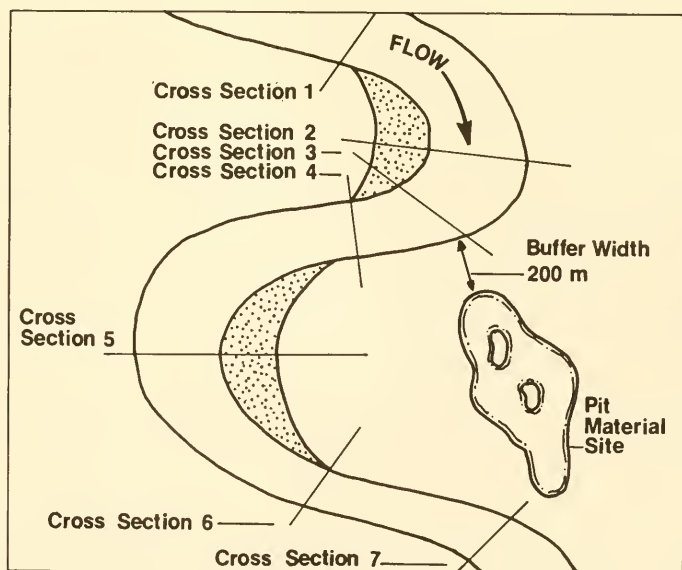 FLOW
Cross Section 1
Cross Section 2
Cross Section 3
Cross Section 4
Buffer Width
200 m
Cross
Section 5
Pit
Material
Site
Cross Section 6
Cross Section 7